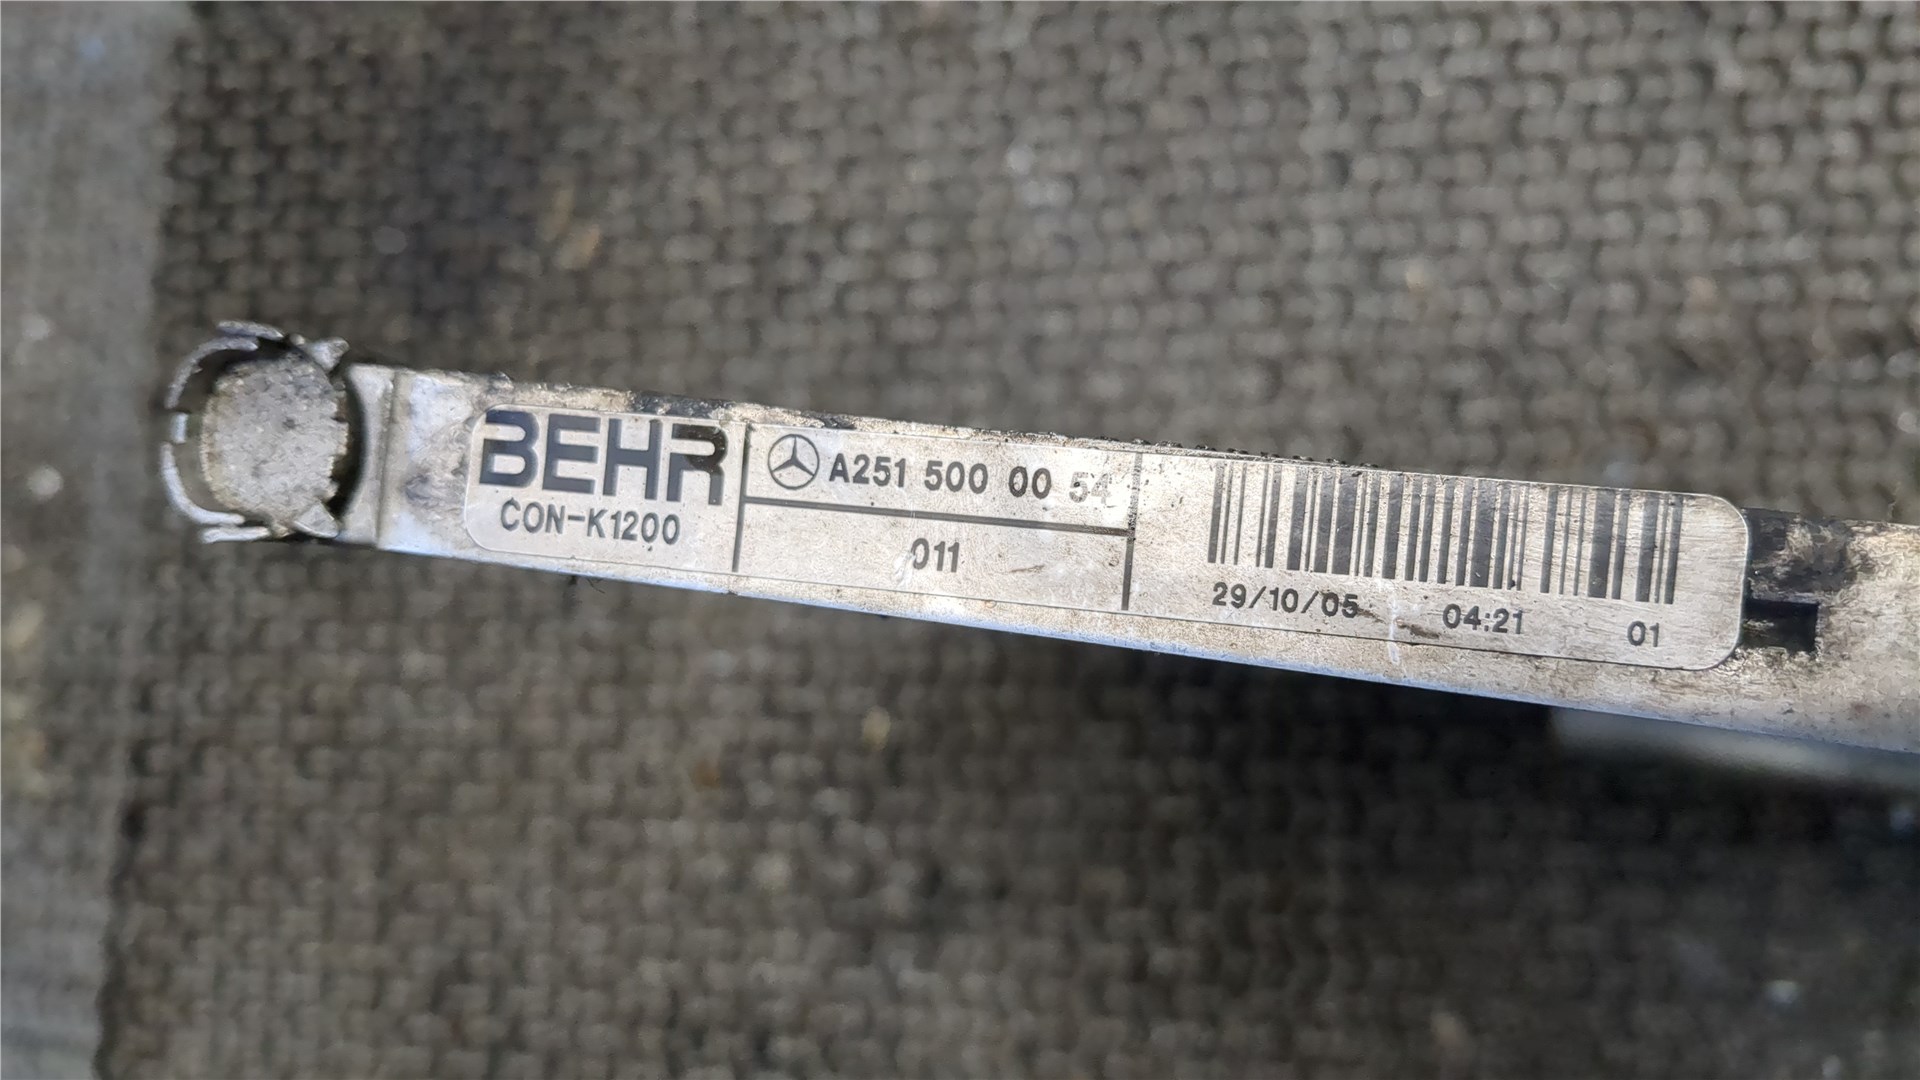 BEHR
CON-K1200
A251 500 00 54
011
29/10/05 04:21 01